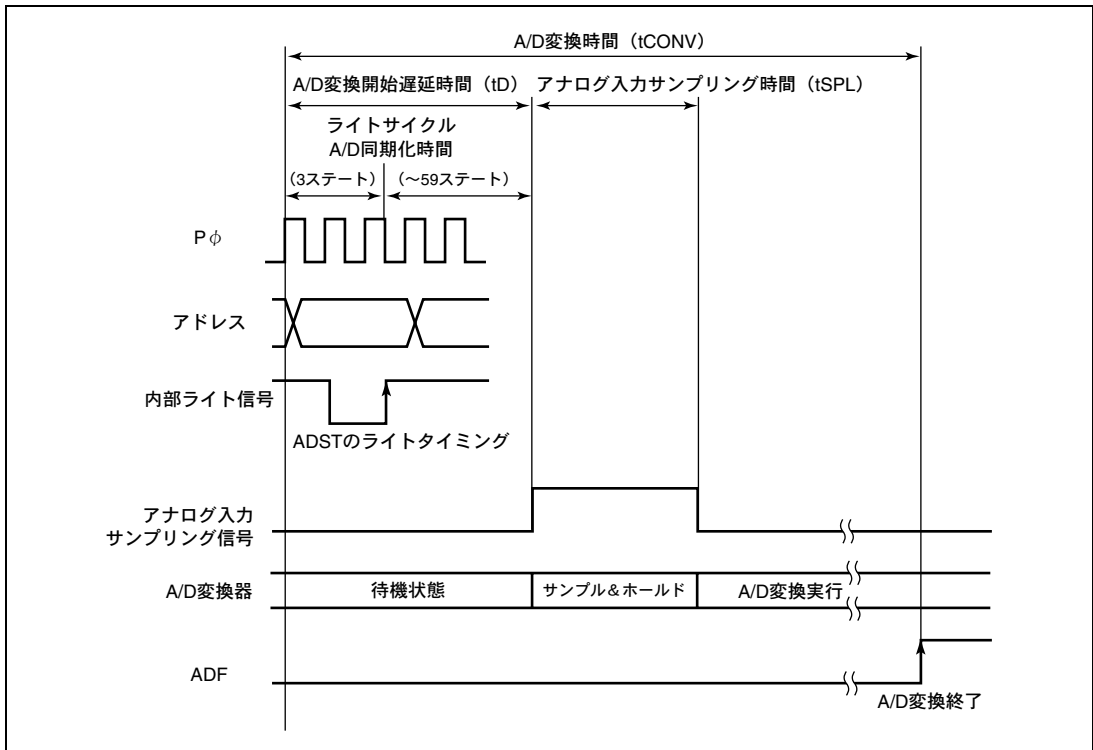 A/D変換時間（tCONV）
A/D変換開始遅延時間（tD） アナログ入力サンプリング時間（tSPL）
ライトサイクル
A/D同期化時間
（3ステート） （～59ステート）
Pφ
アドレス
内部ライト信号
ADSTのライトタイミング
アナログ入力
サンプリング信号
A/D変換器 待機状態 サンプル＆ホールド A/D変換実行
ADF
A/D変換終了